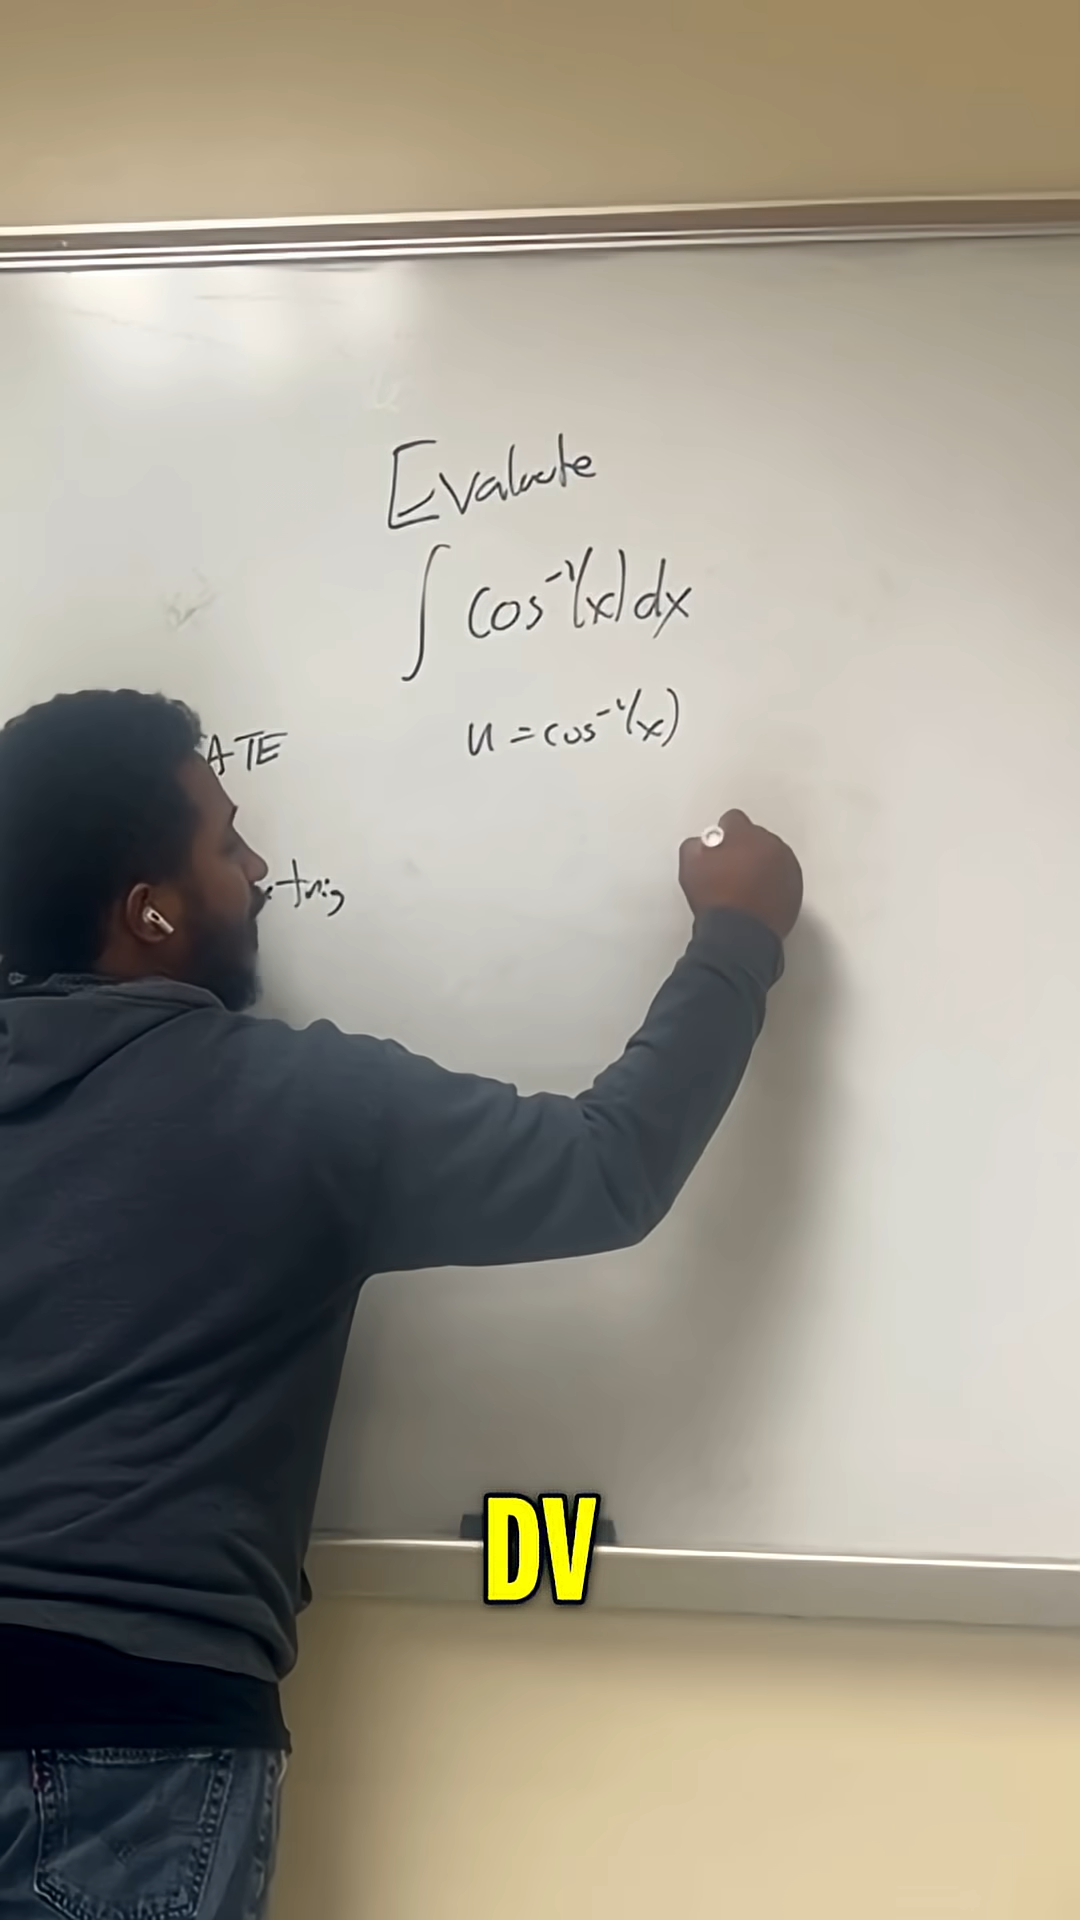 Evaluate
∫ cos⁻¹(x) dx
u = cos⁻¹(x)
ATE
trig
DV